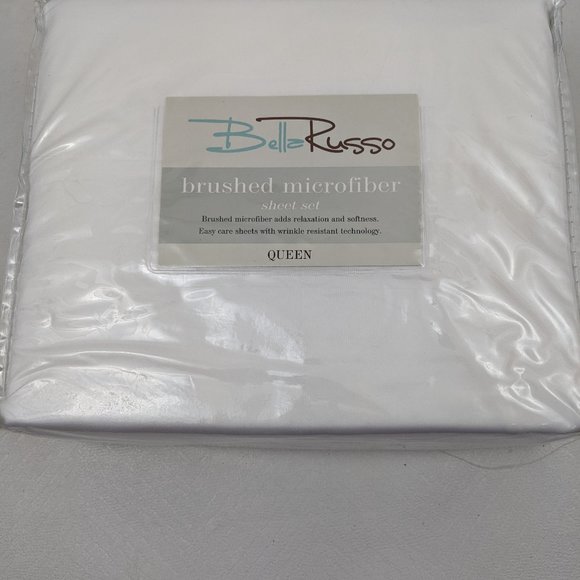 BellaRusso
brushed microfiber
sheet set
Brushed microfiber adds relaxation and softness.
Easy care sheets with wrinkle resistant technology.
QUEEN